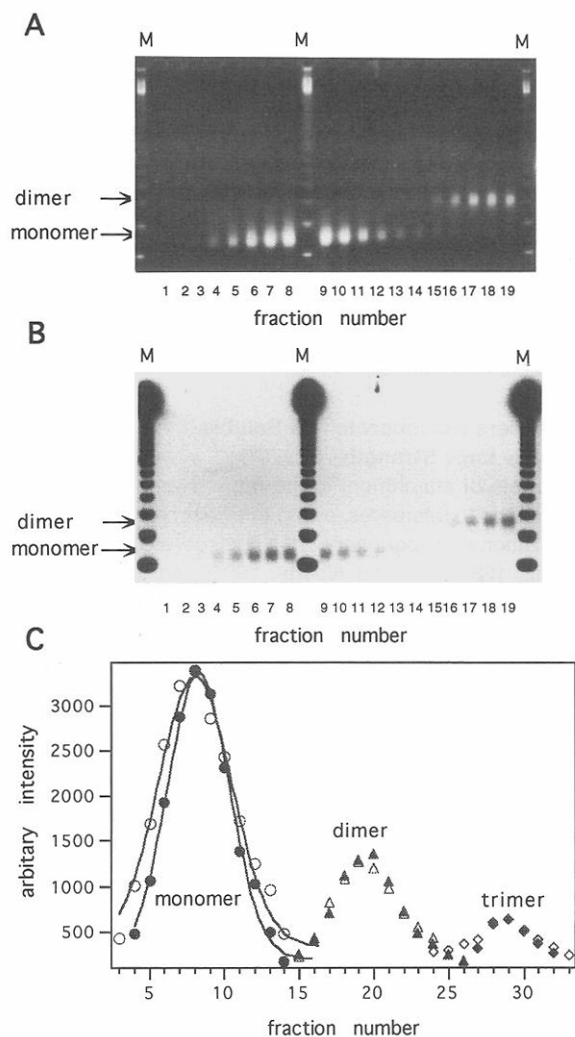 A
M M M
dimer
monomer
1 2 3 4 5 6 7 8 9 10 11 12 13 14 15 16 17 18 19
fraction number
B
M M M
dimer
monomer
1 2 3 4 5 6 7 8 9 10 11 12 13 14 15 16 17 18 19
fraction number
C
3000
2500
2000
1500
1000
500
arbitary intensity
monomer
dimer
trimer
5 10 15 20 25 30
fraction number